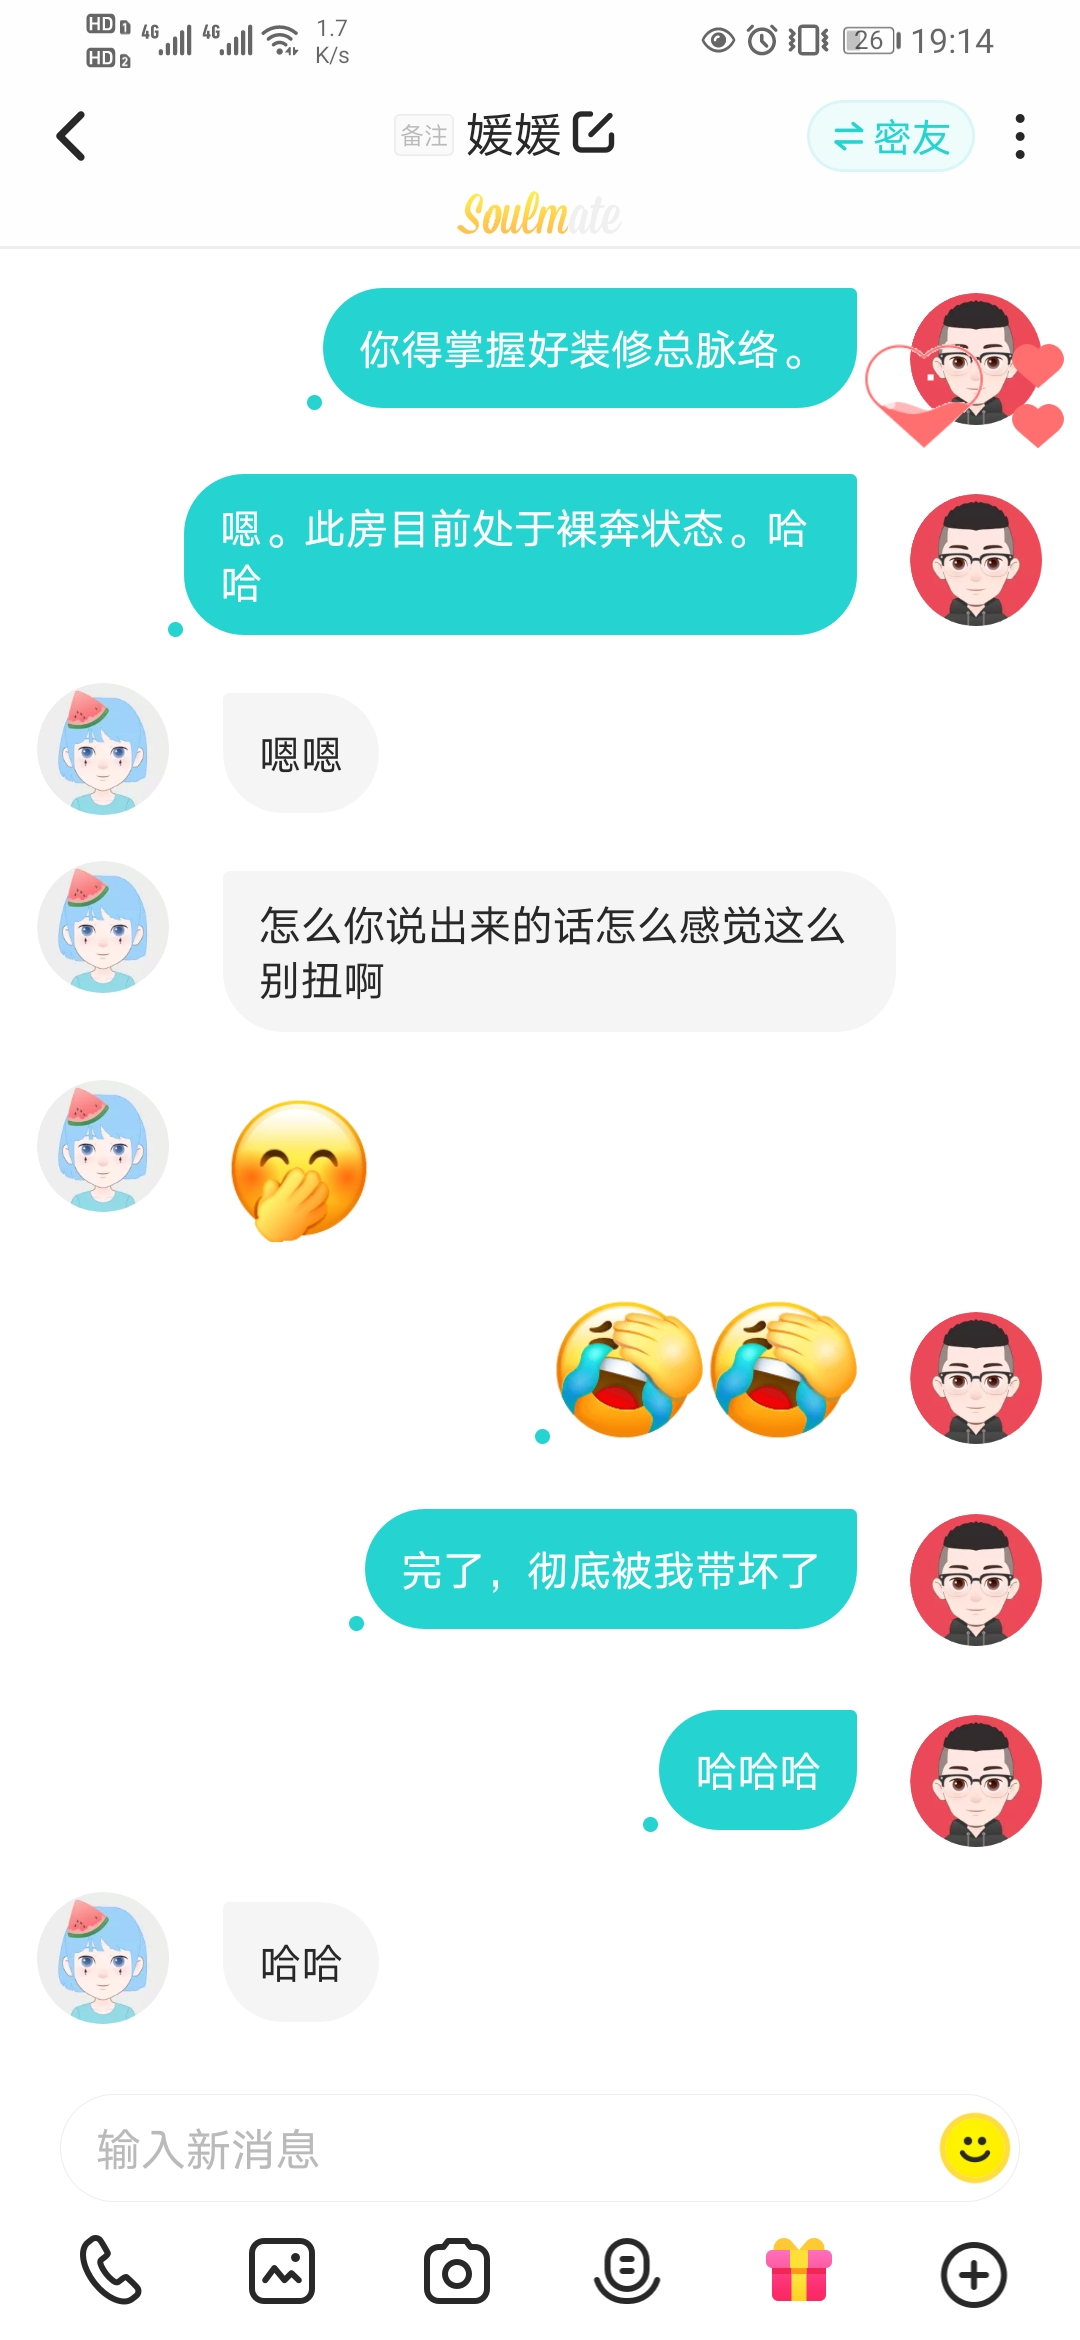 HD 1 4G 4G 1.7
HD 2 K/s
26 19:14
备注 媛媛
密友
Soulmate
你得掌握好装修总脉络。
嗯。此房目前处于裸奔状态。哈
哈
嗯嗯
怎么你说出来的话怎么感觉这么
别扭啊
完了，彻底被我带坏了
哈哈哈
哈哈
输入新消息